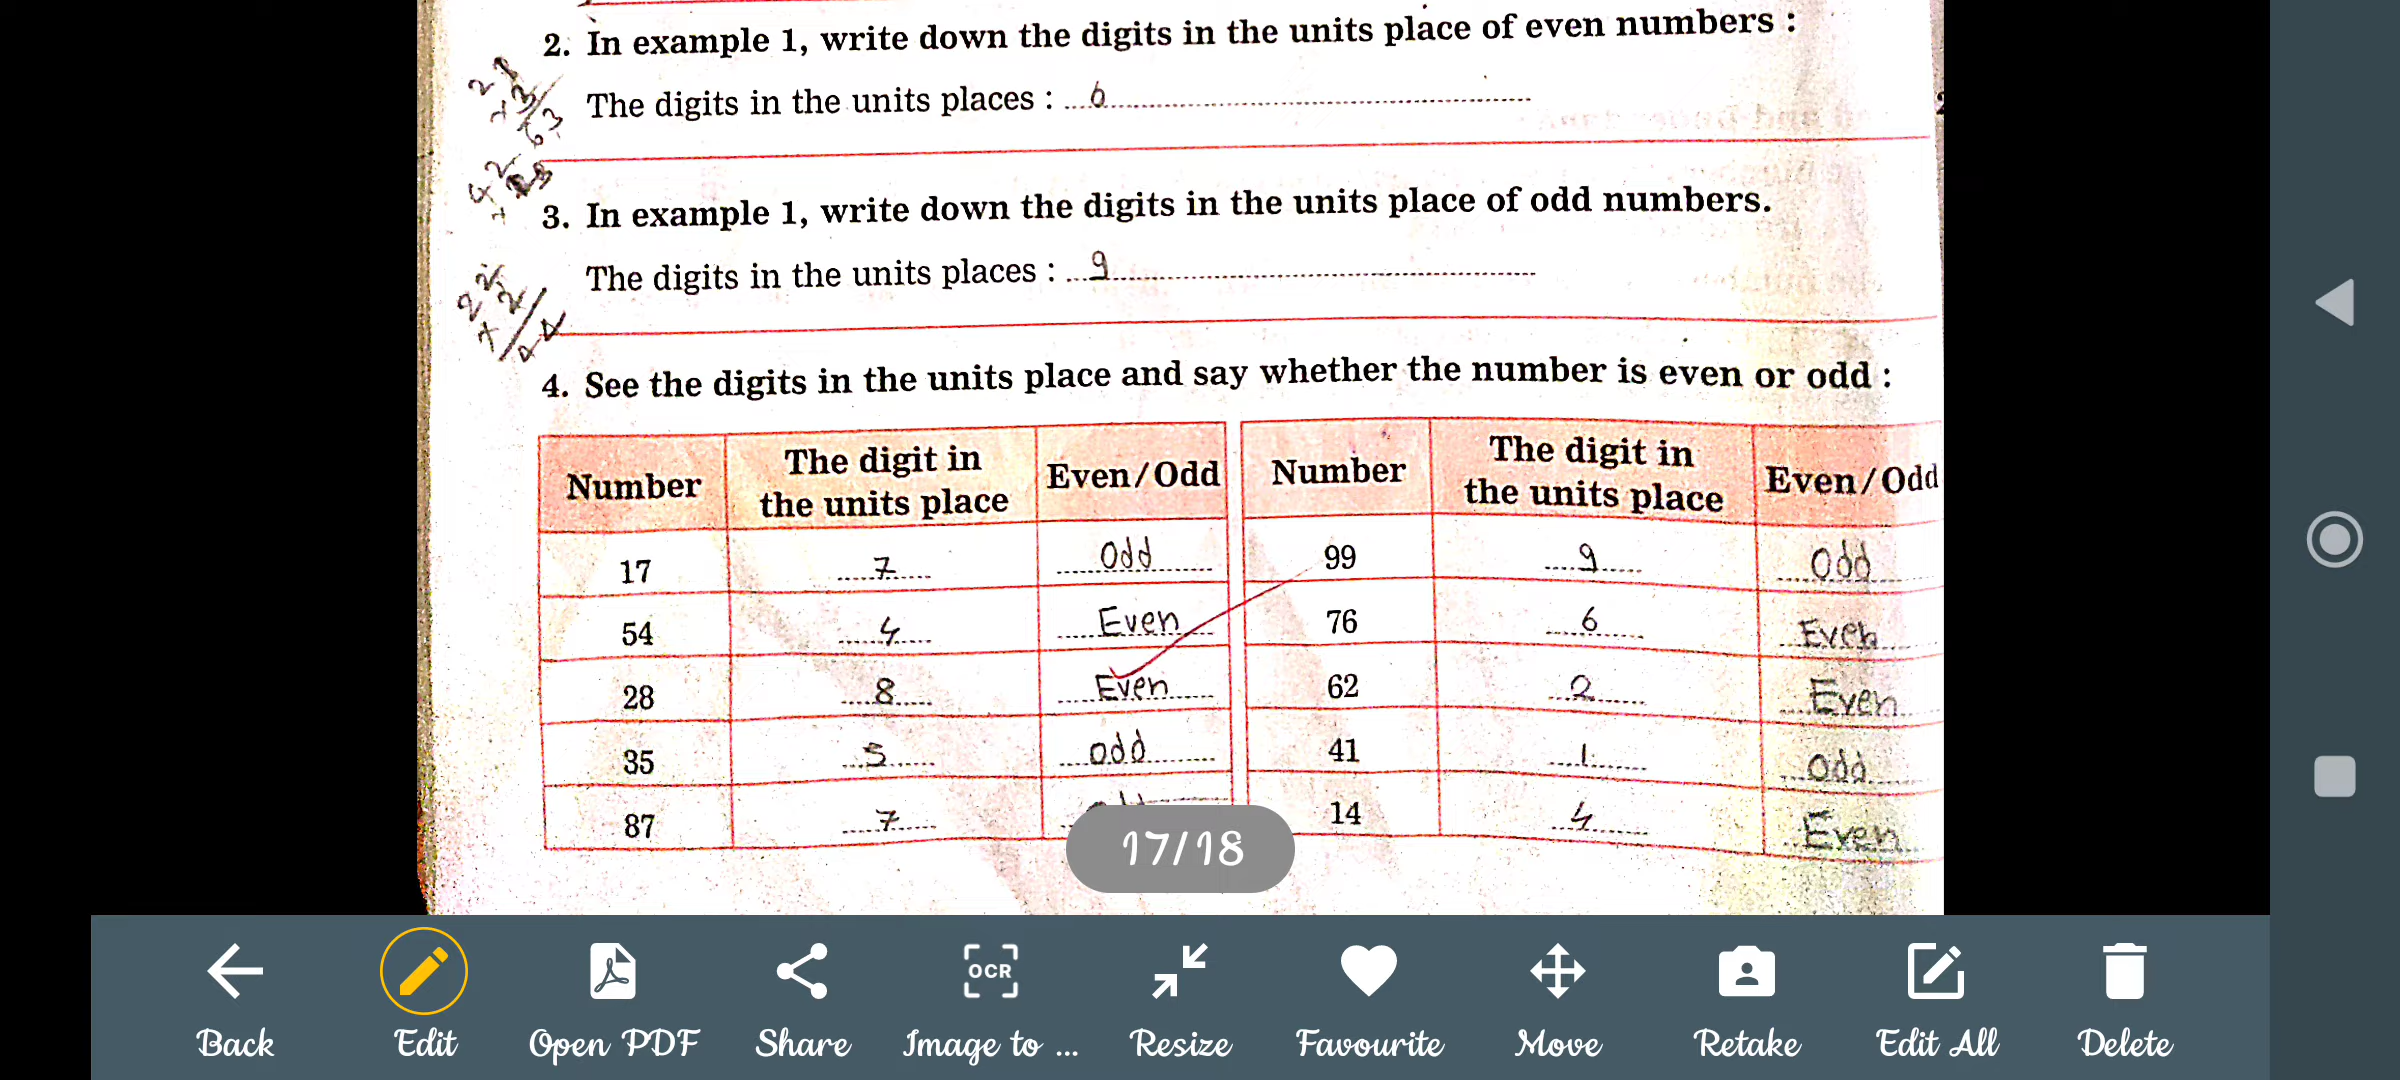 2. In example 1, write down the digits in the units place of even numbers :
The digits in the units places : 6
3. In example 1, write down the digits in the units place of odd numbers.
The digits in the units places : 9
4. See the digits in the units place and say whether the number is even or odd :
Number The digit in the units place Even/Odd Number The digit in the units place Even/Odd
17 7 Odd 99 9 Odd
54 4 Even 76 6 Even
28 8 Even 62 2 Even
35 5 odd 41 1 odd
87 7 14 4 Even
17/18
Back Edit Open PDF Share Image to ... Resize Favourite Move Retake Edit All Delete
OCR